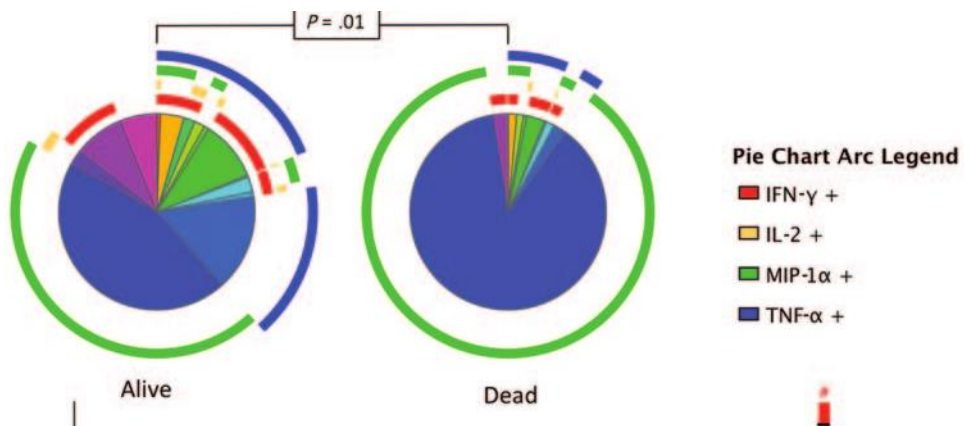 P = .01
Pie Chart Arc Legend
IFN-γ +
IL-2 +
MIP-1α +
TNF-α +
Alive
Dead